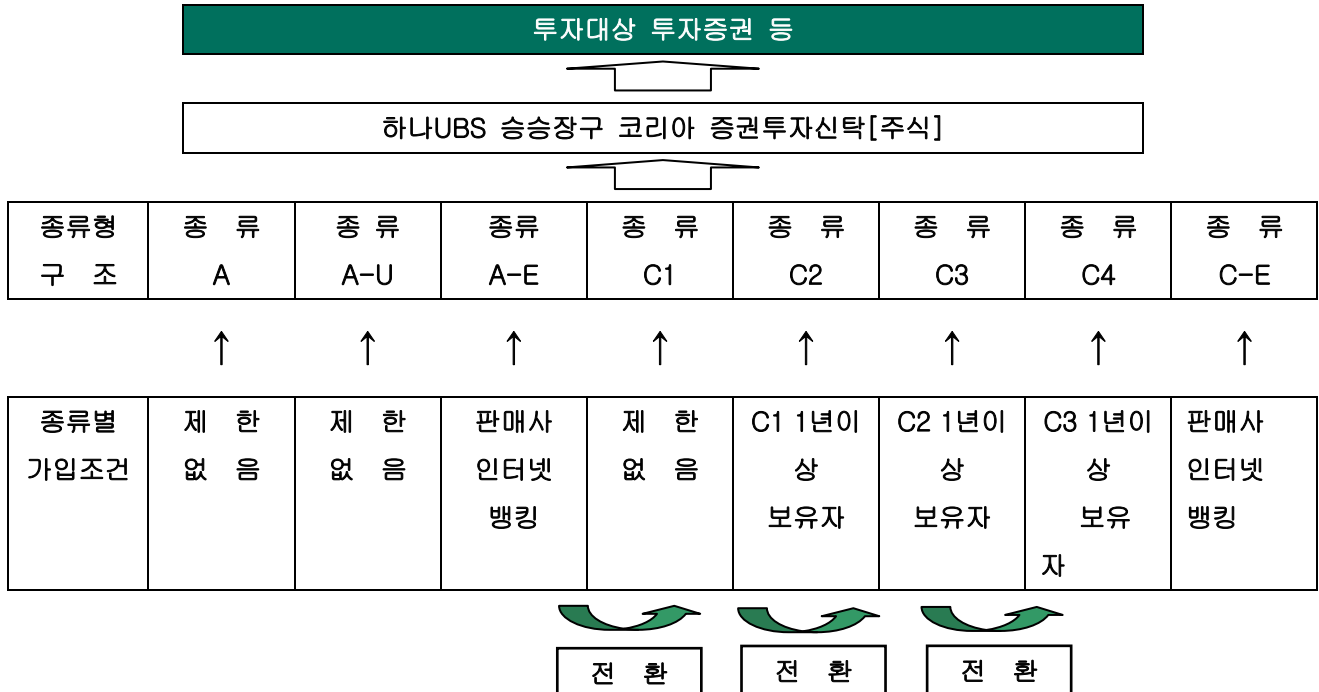 투자대상 투자증권 등
하나UBS 승승장구 코리아 증권투자신탁[주식]
종류형 종 류 종 류 종류 종 류 종 류 종 류 종 류 종 류
구 조 A A-U A-E C1 C2 C3 C4 C-E
↑ ↑ ↑ ↑ ↑ ↑ ↑ ↑
종류별 제 한 제 한 판매사 제 한 C1 1년이 C2 1년이 C3 1년이 판매사
가입조건 없 음 없 음 인터넷 없 음 상 상 상 인터넷
뱅킹 보유자 보유자 보유 뱅킹
자
전 환 전 환 전 환